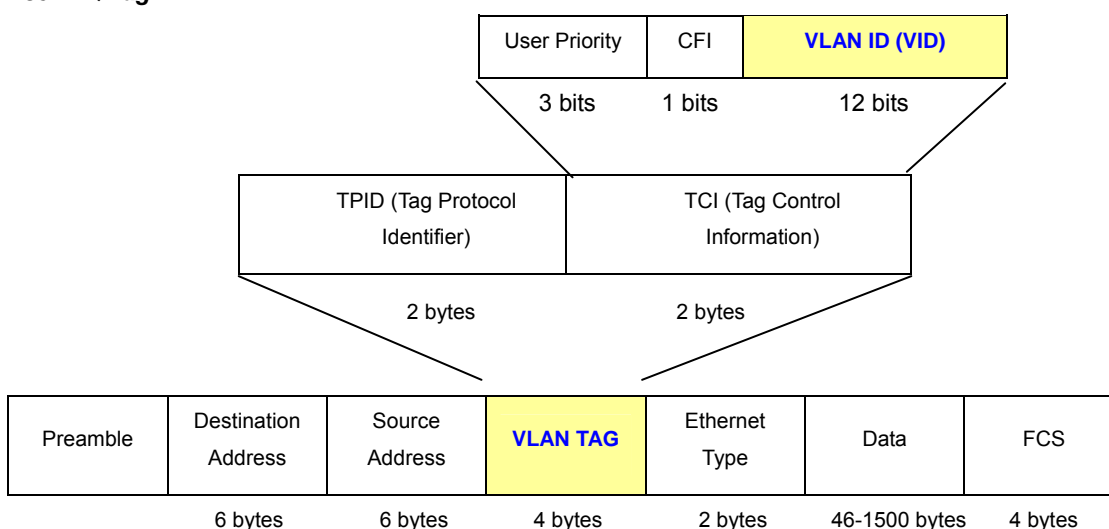 User Priority CFI VLAN ID (VID)
3 bits 1 bits 12 bits
TPID (Tag Protocol
Identifier)
TCI (Tag Control
Information)
2 bytes 2 bytes
Preamble
Destination
Address
Source
Address
VLAN TAG
Ethernet
Type
Data
FCS
6 bytes 6 bytes 4 bytes 2 bytes 46-1500 bytes 4 bytes